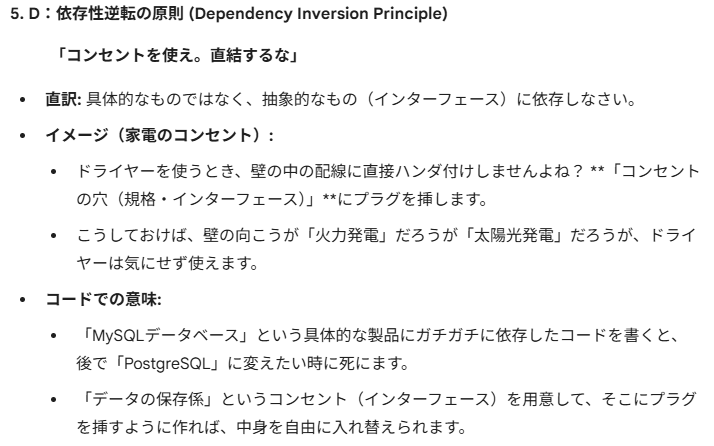 5. D：依存性逆転の原則 (Dependency Inversion Principle)
「コンセントを使え。直結するな」
• 直訳: 具体的なものではなく、抽象的なもの（インターフェース）に依存しなさい。
• イメージ（家電のコンセント）:
• ドライヤーを使うとき、壁の中の配線に直接ハンダ付けしませんよね？ **「コンセント
の穴（規格・インターフェース）」**にプラグを挿します。
• こうしておけば、壁の向こうが「火力発電」だろうが「太陽光発電」だろうが、ドライ
ヤーは気にせず使えます。
• コードでの意味:
• 「MySQLデータベース」という具体的な製品にガチガチに依存したコードを書くと、
後で「PostgreSQL」に変えたい時に死にます。
• 「データの保存係」というコンセント（インターフェース）を用意して、そこにプラグ
を挿すように作れば、中身を自由に入れ替えられます。